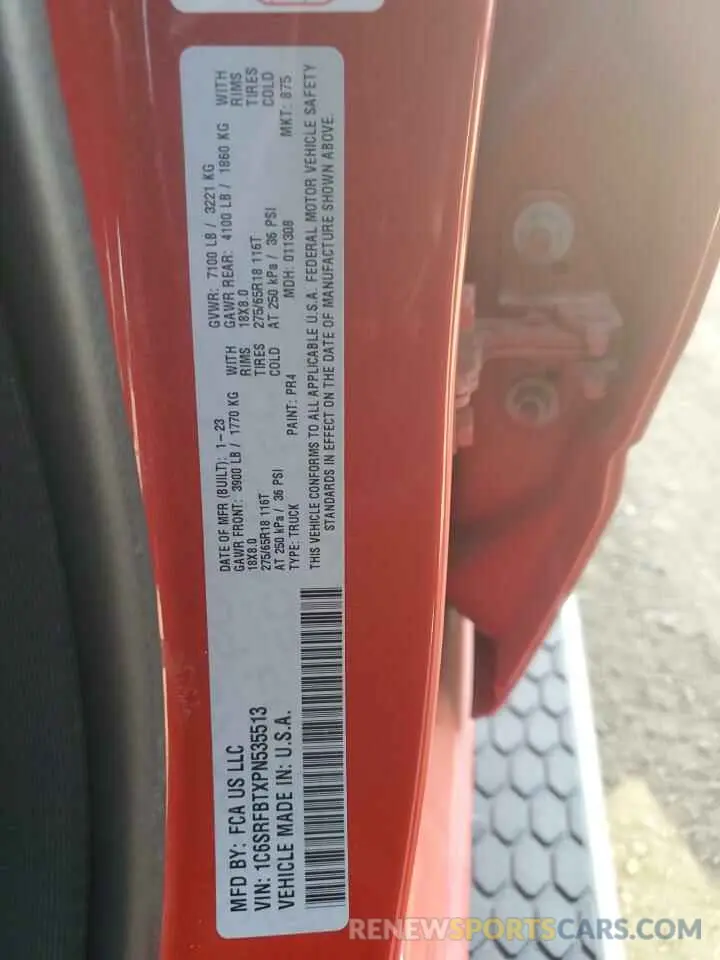 MFD BY: FCA US LLC
VIN: 1C6SRFBTXPN535513
VEHICLE MADE IN: U.S.A.
DATE OF MFR (BUILT): 1-23
GAWR FRONT: 3900 LB / 1770 KG WITH
18X8.0 RIMS
275/65R18 116T TIRES
AT 250 kPa / 36 PSI COLD
TYPE: TRUCK PAINT: PR4
GVWR: 7100 LB / 3221 KG
GAWR REAR: 4100 LB / 1860 KG WITH
18X8.0 RIMS
275/65R18 116T TIRES
AT 250 kPa / 36 PSI COLD
MDH: 011308 MKT: 875
THIS VEHICLE CONFORMS TO ALL APPLICABLE U.S.A. FEDERAL MOTOR VEHICLE SAFETY
STANDARDS IN EFFECT ON THE DATE OF MANUFACTURE SHOWN ABOVE.
RENEWSPORTSCARS.COM